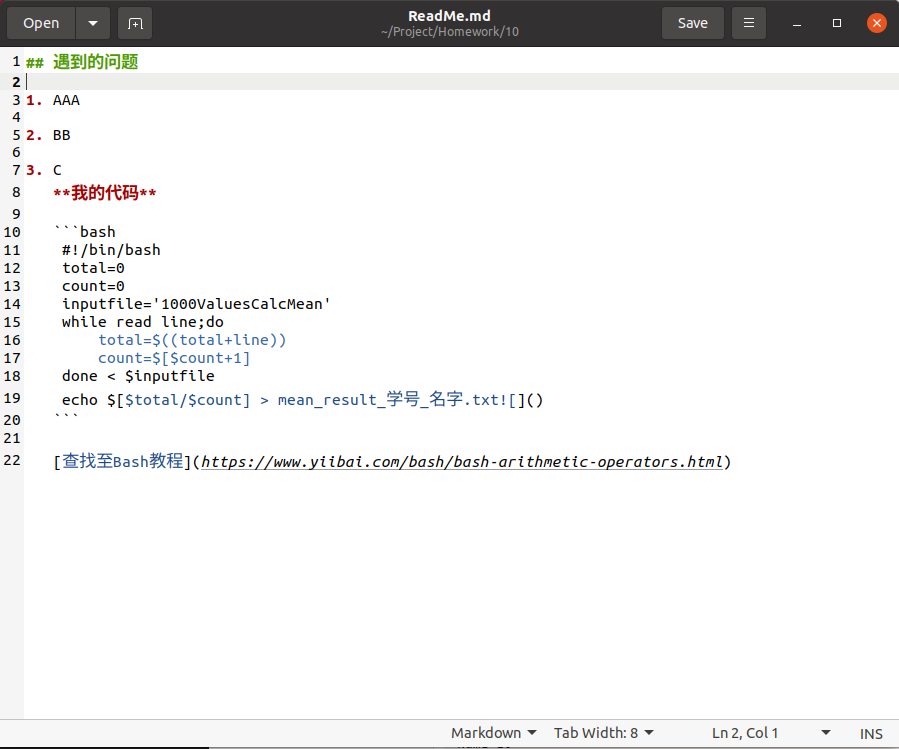 Open
ReadMe.md
~/Project/Homework/10
Save
1 ## 遇到的问题
2
3 1. AAA
4
5 2. BB
6
7 3. C
8 **我的代码**
9
10 ```bash
11 #!/bin/bash
12 total=0
13 count=0
14 inputfile='1000ValuesCalcMean'
15 while read line;do
16 total=$((total+line))
17 count=$[$count+1]
18 done < $inputfile
19 echo $[$total/$count] > mean_result_学号_名字.txt![]()
20 ```
21
22 [查找至Bash教程](https://www.yiibai.com/bash/bash-arithmetic-operators.html)
Markdown Tab Width: 8 Ln 2, Col 1 INS